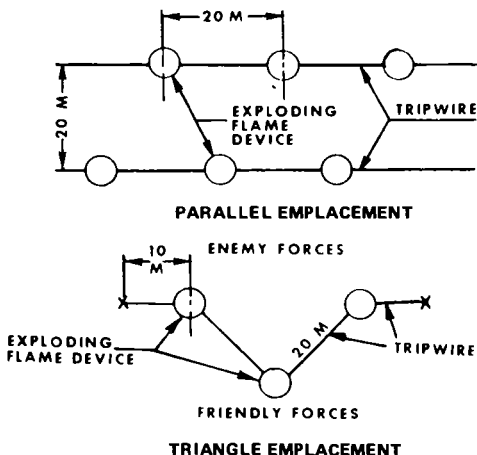 20 M
20 M
EXPLODING
FLAME
DEVICE
TRIPWIRE
PARALLEL EMPLACEMENT
ENEMY FORCES
10
M
X
X
EXPLODING
FLAME DEVICE
20 M
TRIPWIRE
FRIENDLY FORCES
TRIANGLE EMPLACEMENT